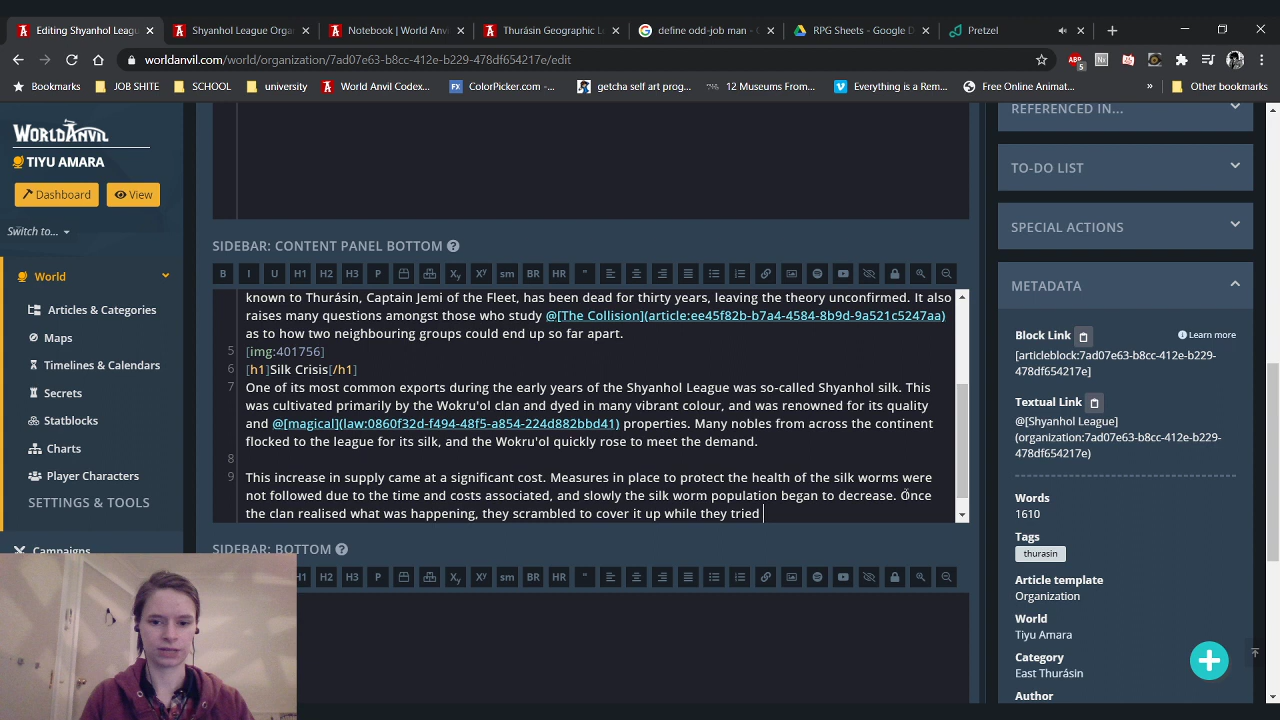 Editing Shyanhol Leagu
Shyanhol League Orga
Notebook | World Anvi
Thurásin Geographic L
define odd-job man - G
RPG Sheets - Google D
Pretzel
worldanvil.com/world/organization/7ad07e63-b8cc-412e-b229-478df654217e/edit
Bookmarks
JOB SHITE
SCHOOL
university
World Anvil Codex...
ColorPicker.com -...
getcha self art prog...
12 Museums From...
Everything is a Rem...
Free Online Animat...
»
Other bookmarks
WORLDANVIL
TIYU AMARA
Dashboard
View
Switch to...
World
Articles & Categories
Maps
Timelines & Calendars
Secrets
Statblocks
Charts
Player Characters
SETTINGS & TOOLS
Campaigns
SIDEBAR: CONTENT PANEL BOTTOM
B I U H1 H2 H3 P Xy X^y sm BR HR "
known to Thurásin, Captain Jemi of the Fleet, has been dead for thirty years, leaving the theory unconfirmed. It also
raises many questions amongst those who study @[The Collision](article:ee45f82b-b7a4-4584-8b9d-9a521c5247aa)
as to how two neighbouring groups could end up so far apart.
5 [img:401756]
6 [h1]Silk Crisis[/h1]
7 One of its most common exports during the early years of the Shyanhol League was so-called Shyanhol silk. This
was cultivated primarily by the Wokru'ol clan and dyed in many vibrant colour, and was renowned for its quality
and @[magical](law:0860f32d-f494-48f5-a854-224d882bbd41) properties. Many nobles from across the continent
flocked to the league for its silk, and the Wokru'ol quickly rose to meet the demand.
8
9 This increase in supply came at a significant cost. Measures in place to protect the health of the silk worms were
not followed due to the time and costs associated, and slowly the silk worm population began to decrease. Once
the clan realised what was happening, they scrambled to cover it up while they tried
SIDEBAR: BOTTOM
H1 H2 H3 P Xy X^y sm BR HR "
REFERENCED IN...
TO-DO LIST
SPECIAL ACTIONS
METADATA
Block Link
Learn more
[articleblock:7ad07e63-b8cc-412e-b229-
478df654217e]
Textual Link
@[Shyanhol League]
(organization:7ad07e63-b8cc-412e-b229-
478df654217e)
Words
1610
Tags
thurasin
Article template
Organization
World
Tiyu Amara
Category
East Thurásin
Author